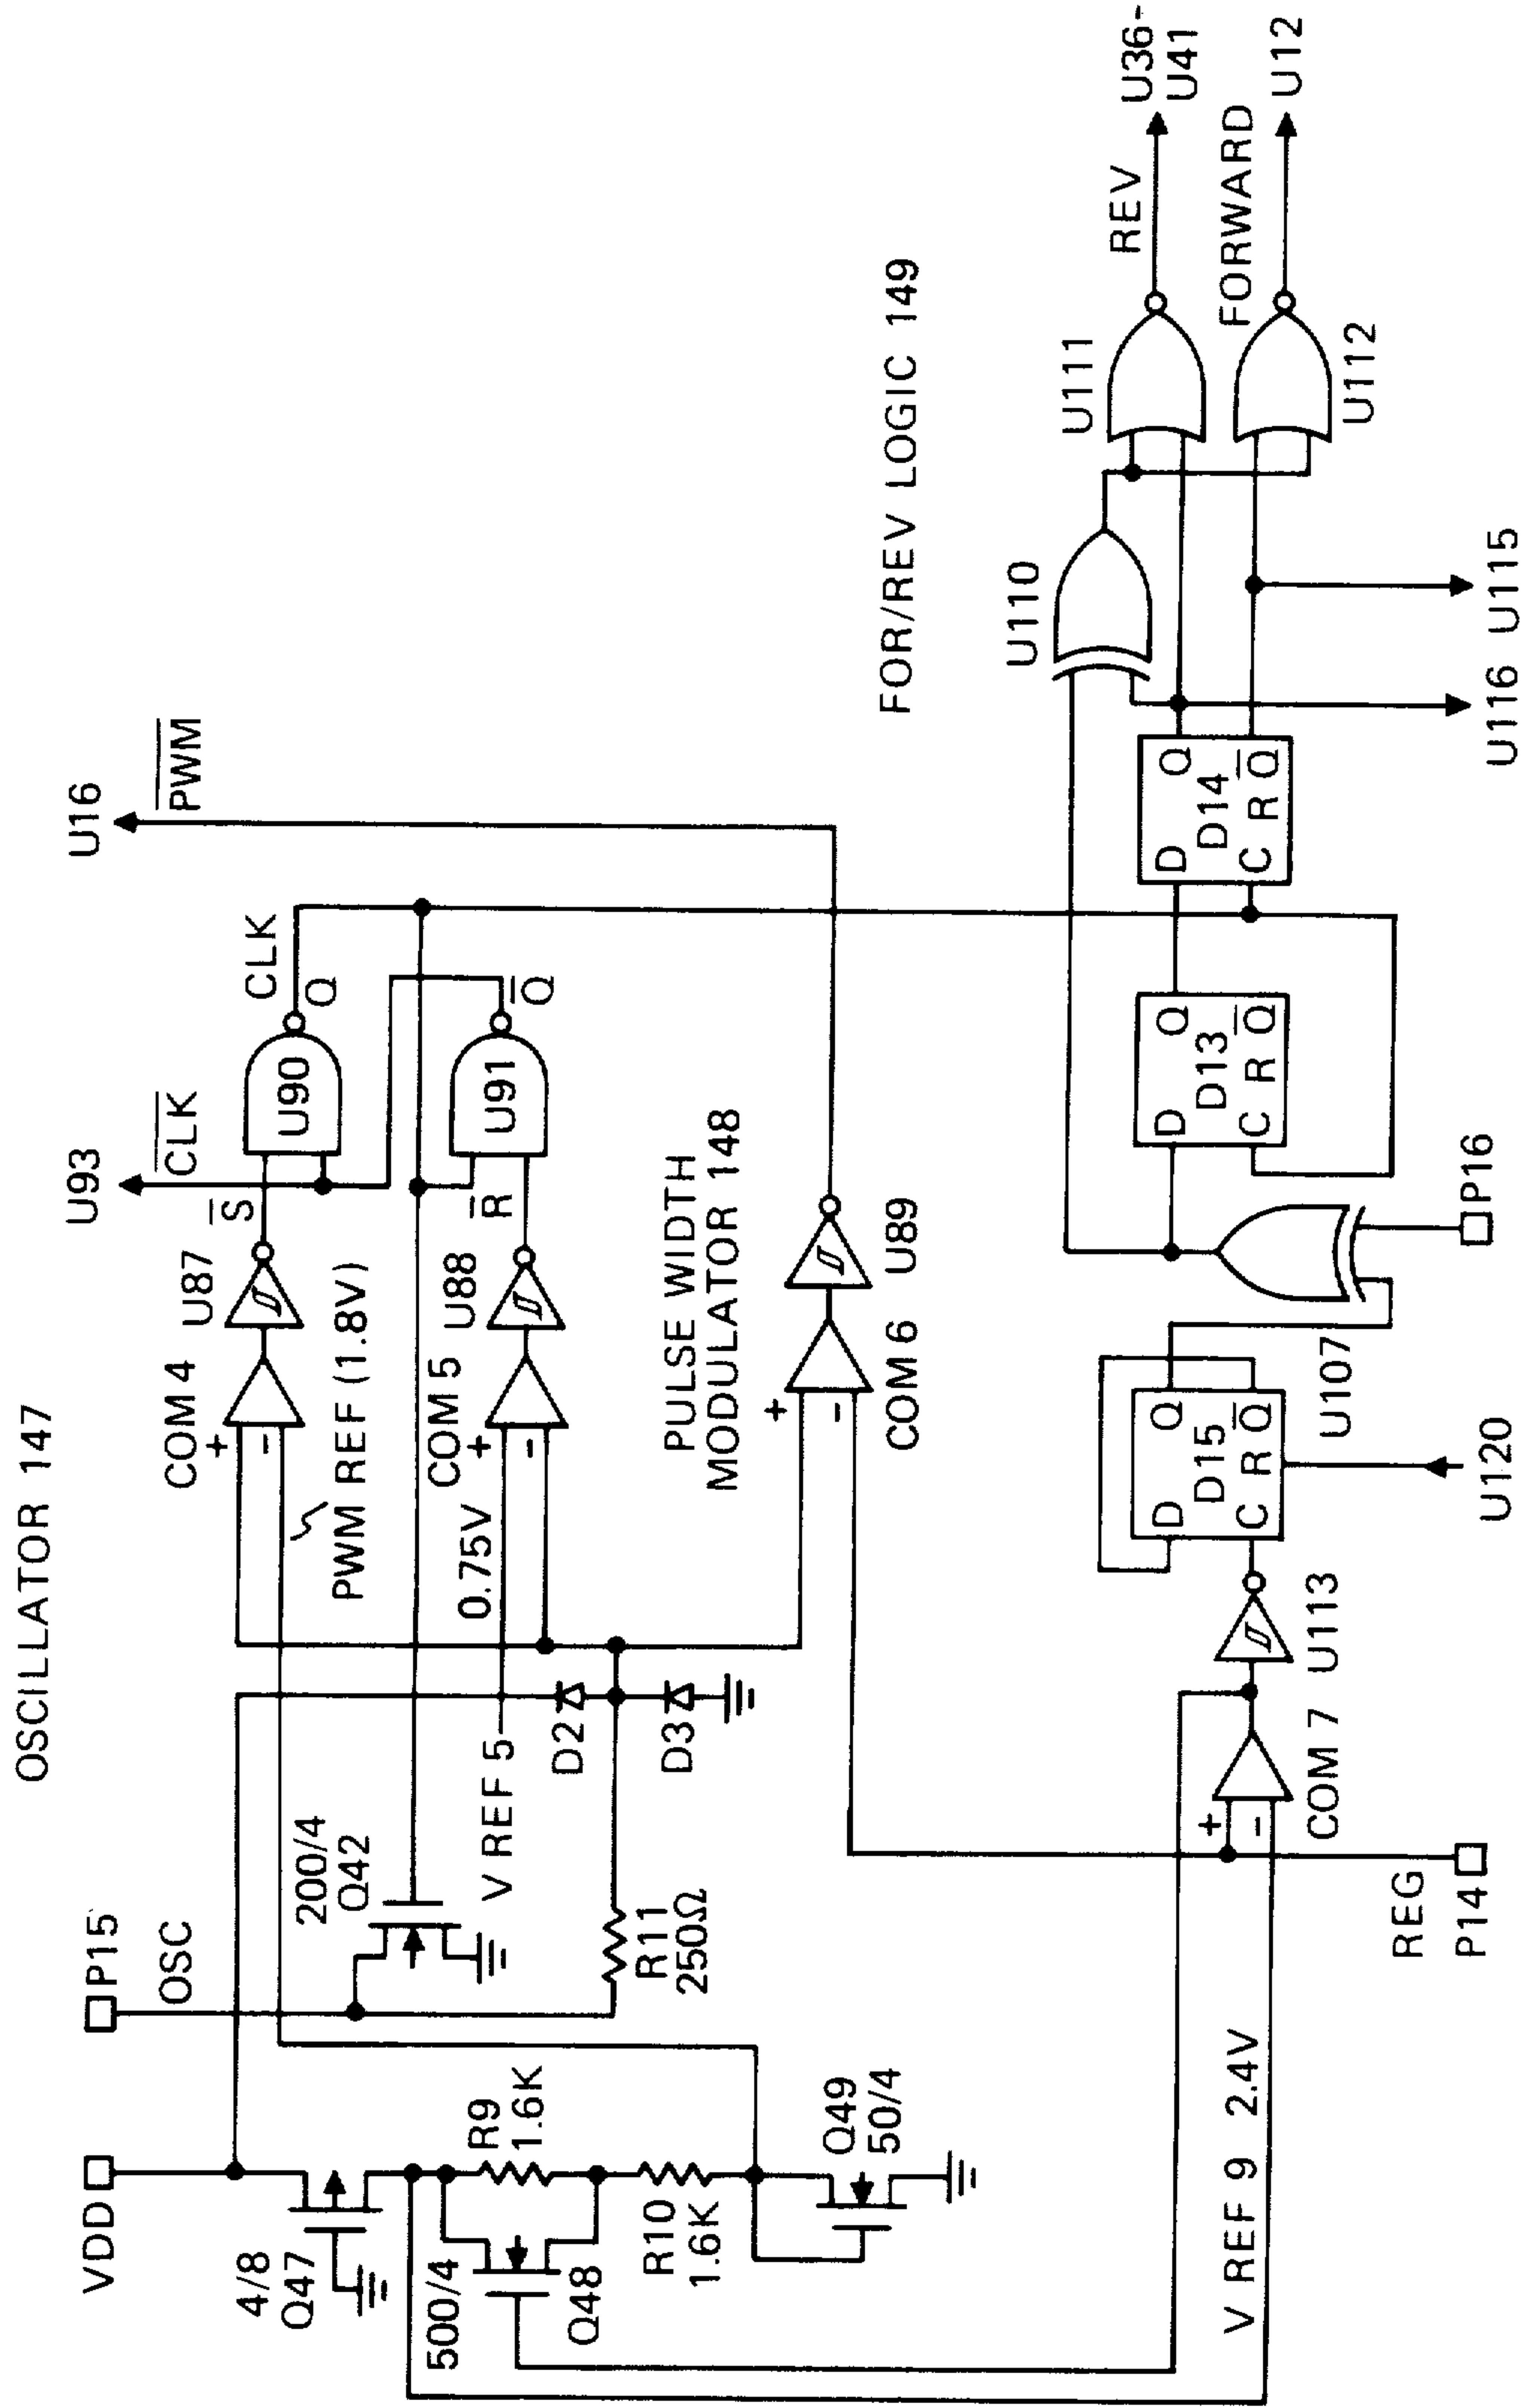 OSCILLATOR 147
VDD
4/8
Q47
500/4
Q48
R9
1.6K
R10
1.6K
Q49
50/4
V REF 9 2.4V
P15
OSC
200/4
Q42
V REF 5
0.75V
D2
D3
R11
250Ω
REG
P14
COM 4
+
-
PWM REF (1.8V)
COM 5
+
-
U87
U88
S
R
U93
CLK
U90
U91
CLK
Q
Q
U16
PWM
PULSE WIDTH
MODULATOR 148
+
-
COM 6
U89
FOR/REV LOGIC 149
+
-
COM 7
U113
D Q
D15
C R Q
U120
U107
P16
D Q
D13
C R Q
D Q
D14
C R Q
U110
U116
U115
U111
U112
REV
U36-
U41
FORWARD
U12